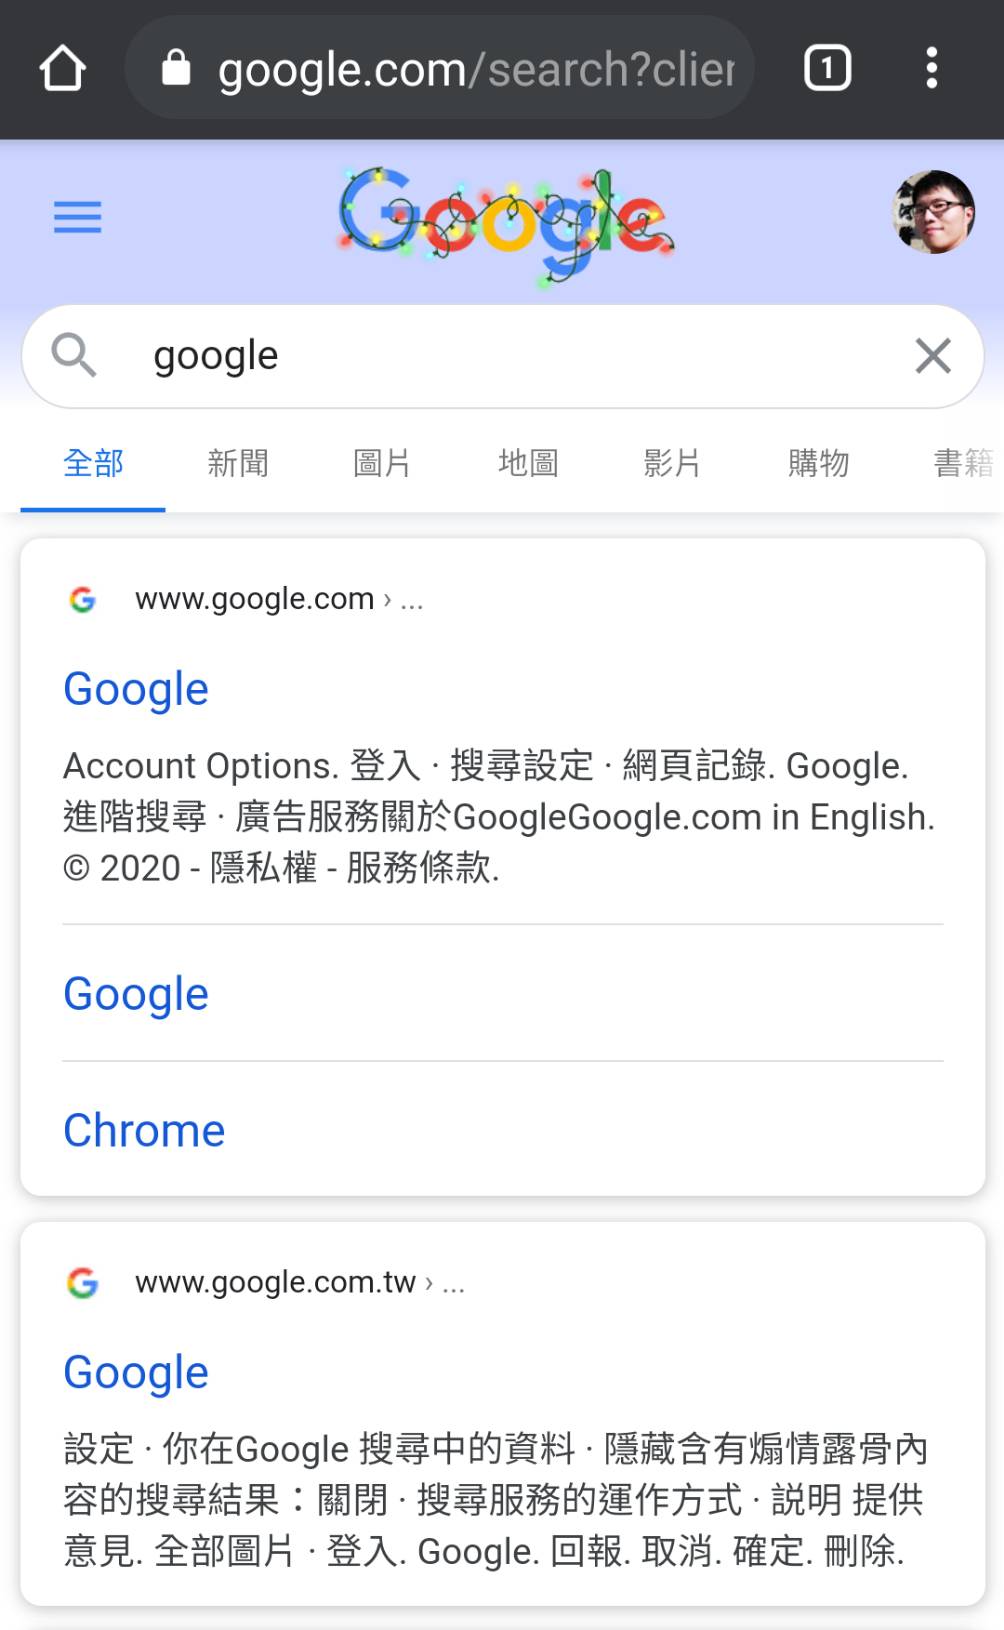 google.com/search?clier
1
Google
google
全部 新聞 圖片 地圖 影片 購物 書籍
www.google.com › ...
Google
Account Options. 登入 · 搜尋設定 · 網頁記錄. Google.
進階搜尋 · 廣告服務關於GoogleGoogle.com in English.
© 2020 - 隱私權 - 服務條款.
Google
Chrome
www.google.com.tw › ...
Google
設定 · 你在Google 搜尋中的資料 · 隱藏含有煽情露骨內
容的搜尋結果：關閉 · 搜尋服務的運作方式 · 説明 提供
意見. 全部圖片 · 登入. Google. 回報. 取消. 確定. 刪除.